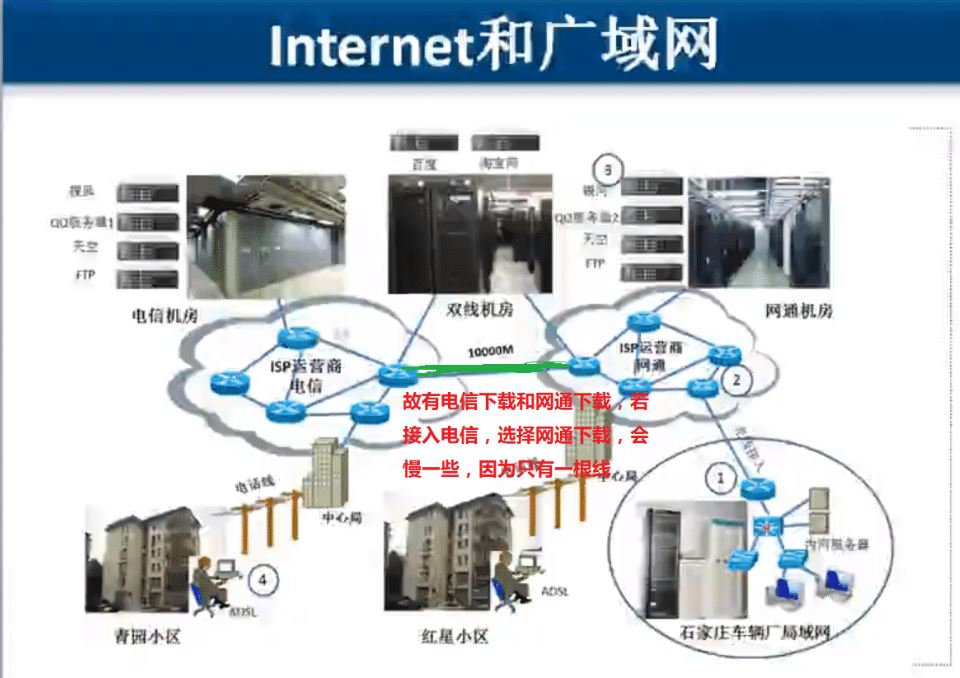 Internet和广域网
百度
淘宝网
搜狐
QQ服务器1
天空
FTP
3
QQ服务器2
天空
FTP
电信机房
双线机房
网通机房
ISP运营商
电信
10000M
ISP运营商
网通
2
故有电信下载和网通下载，若
接入电信，选择网通下载，会
慢一些，因为只有一根线
光纤接入
1
电话线
中心局
中心局
内网服务器
4
ADSL
ADSL
青园小区
红星小区
石家庄车辆厂局域网